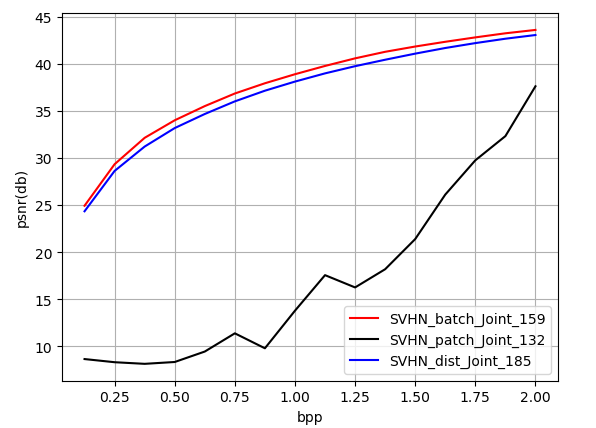 45
40
35
30
25
20
15
10
psnr(db)
SVHN_batch_Joint_159
SVHN_patch_Joint_132
SVHN_dist_Joint_185
0.25 0.50 0.75 1.00 1.25 1.50 1.75 2.00
bpp